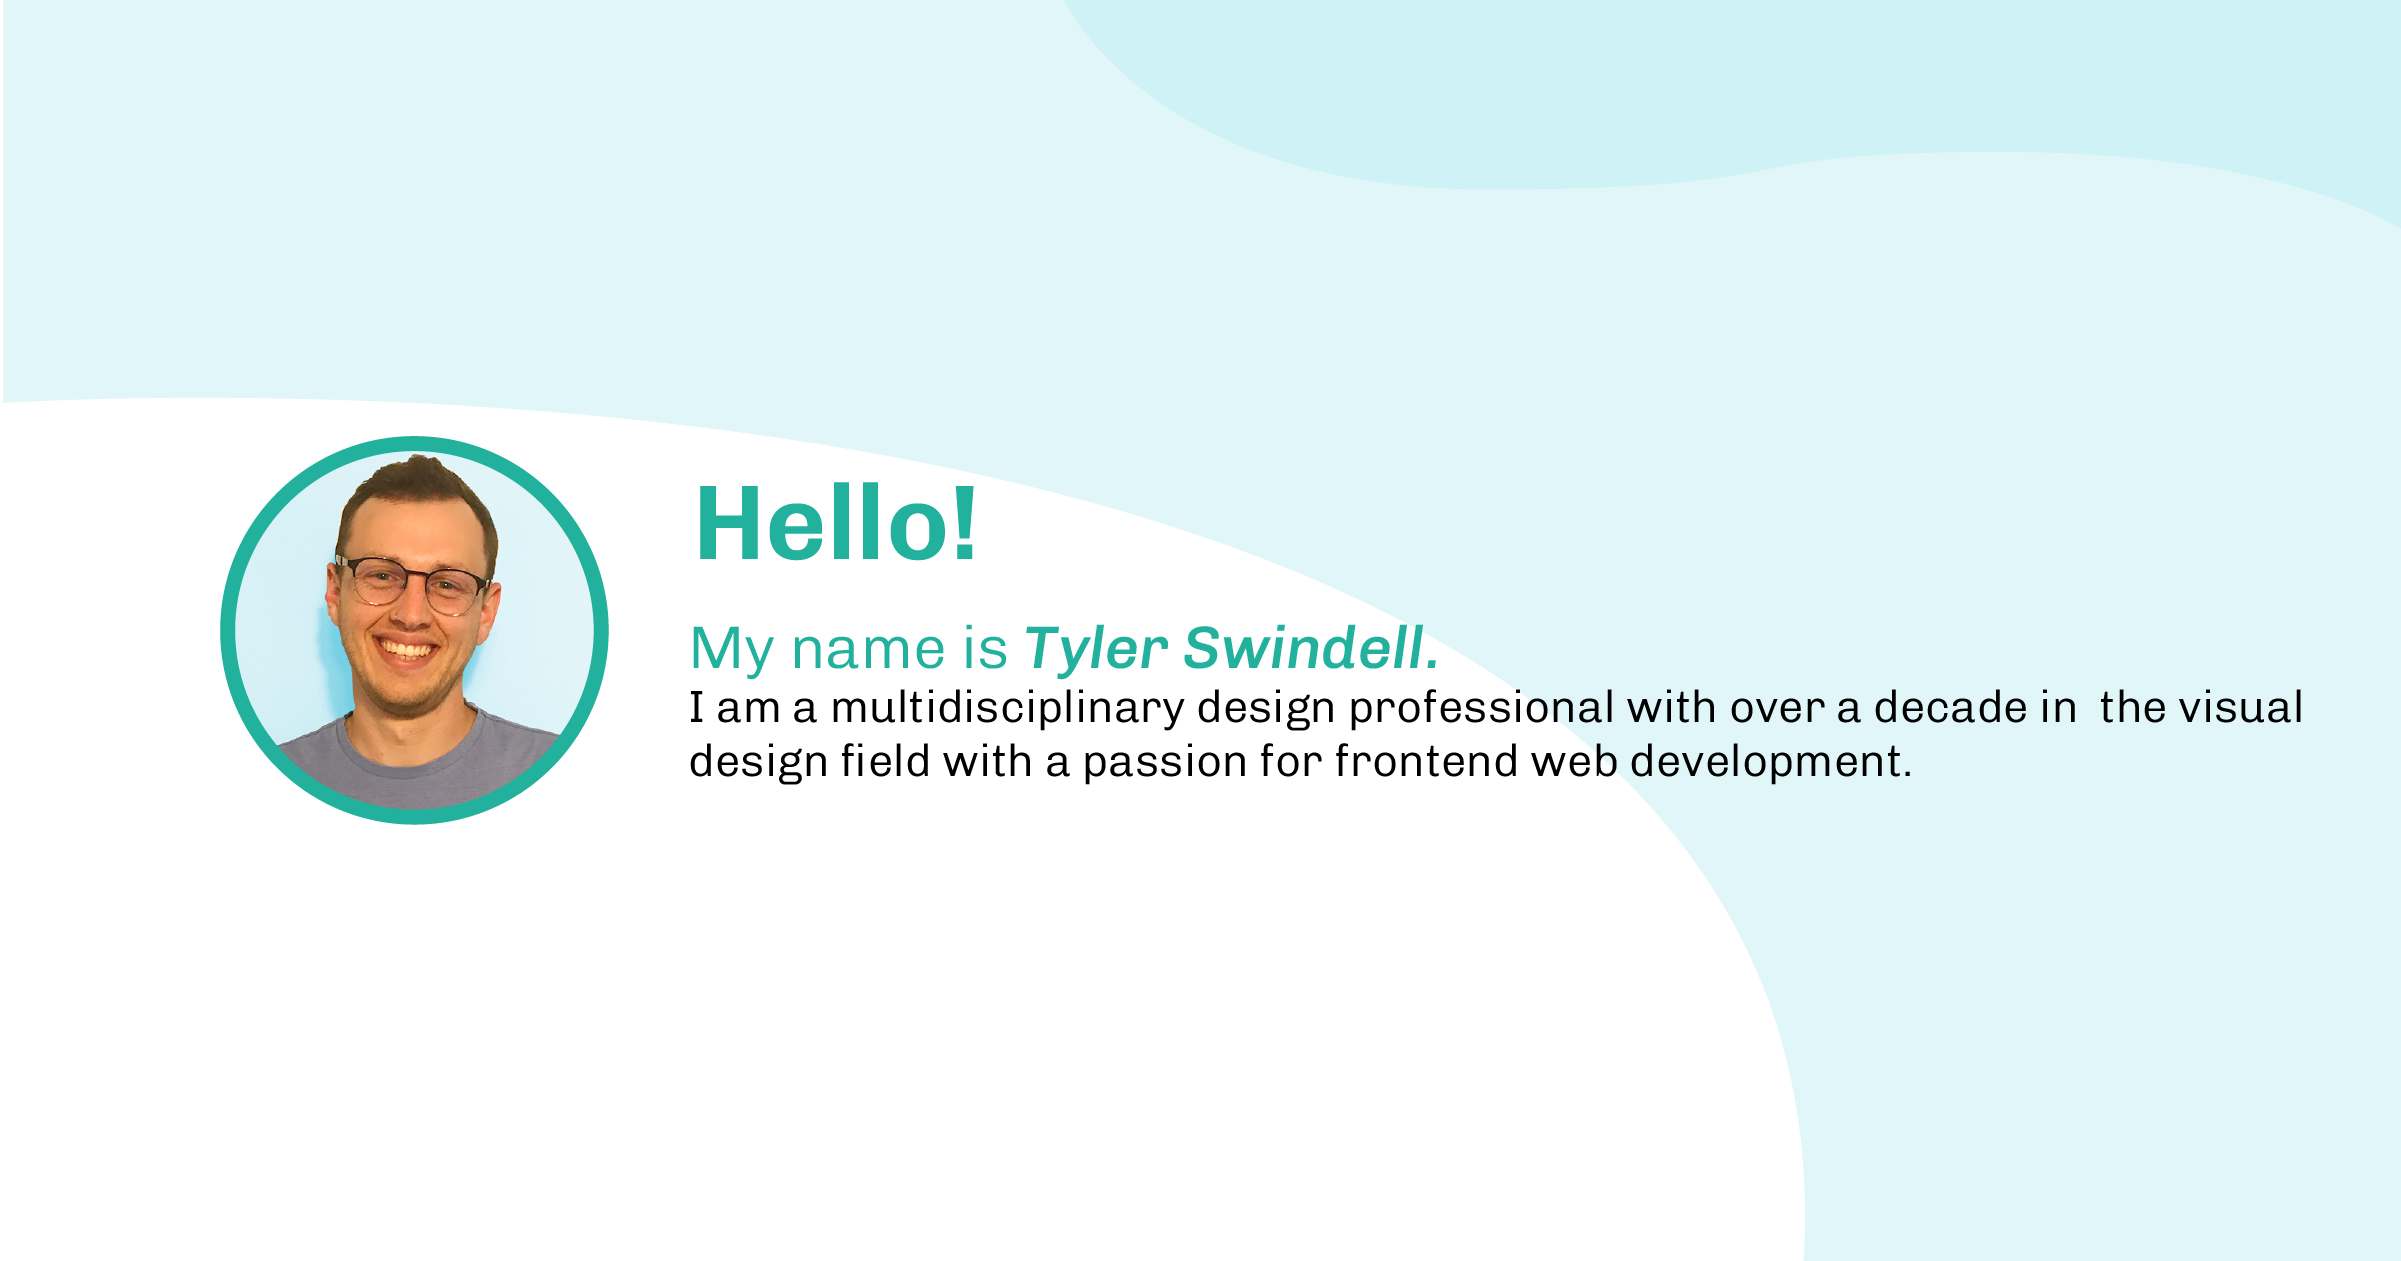 Hello!
My name is Tyler Swindell.
I am a multidisciplinary design professional with over a decade in  the visual
design field with a passion for frontend web development.